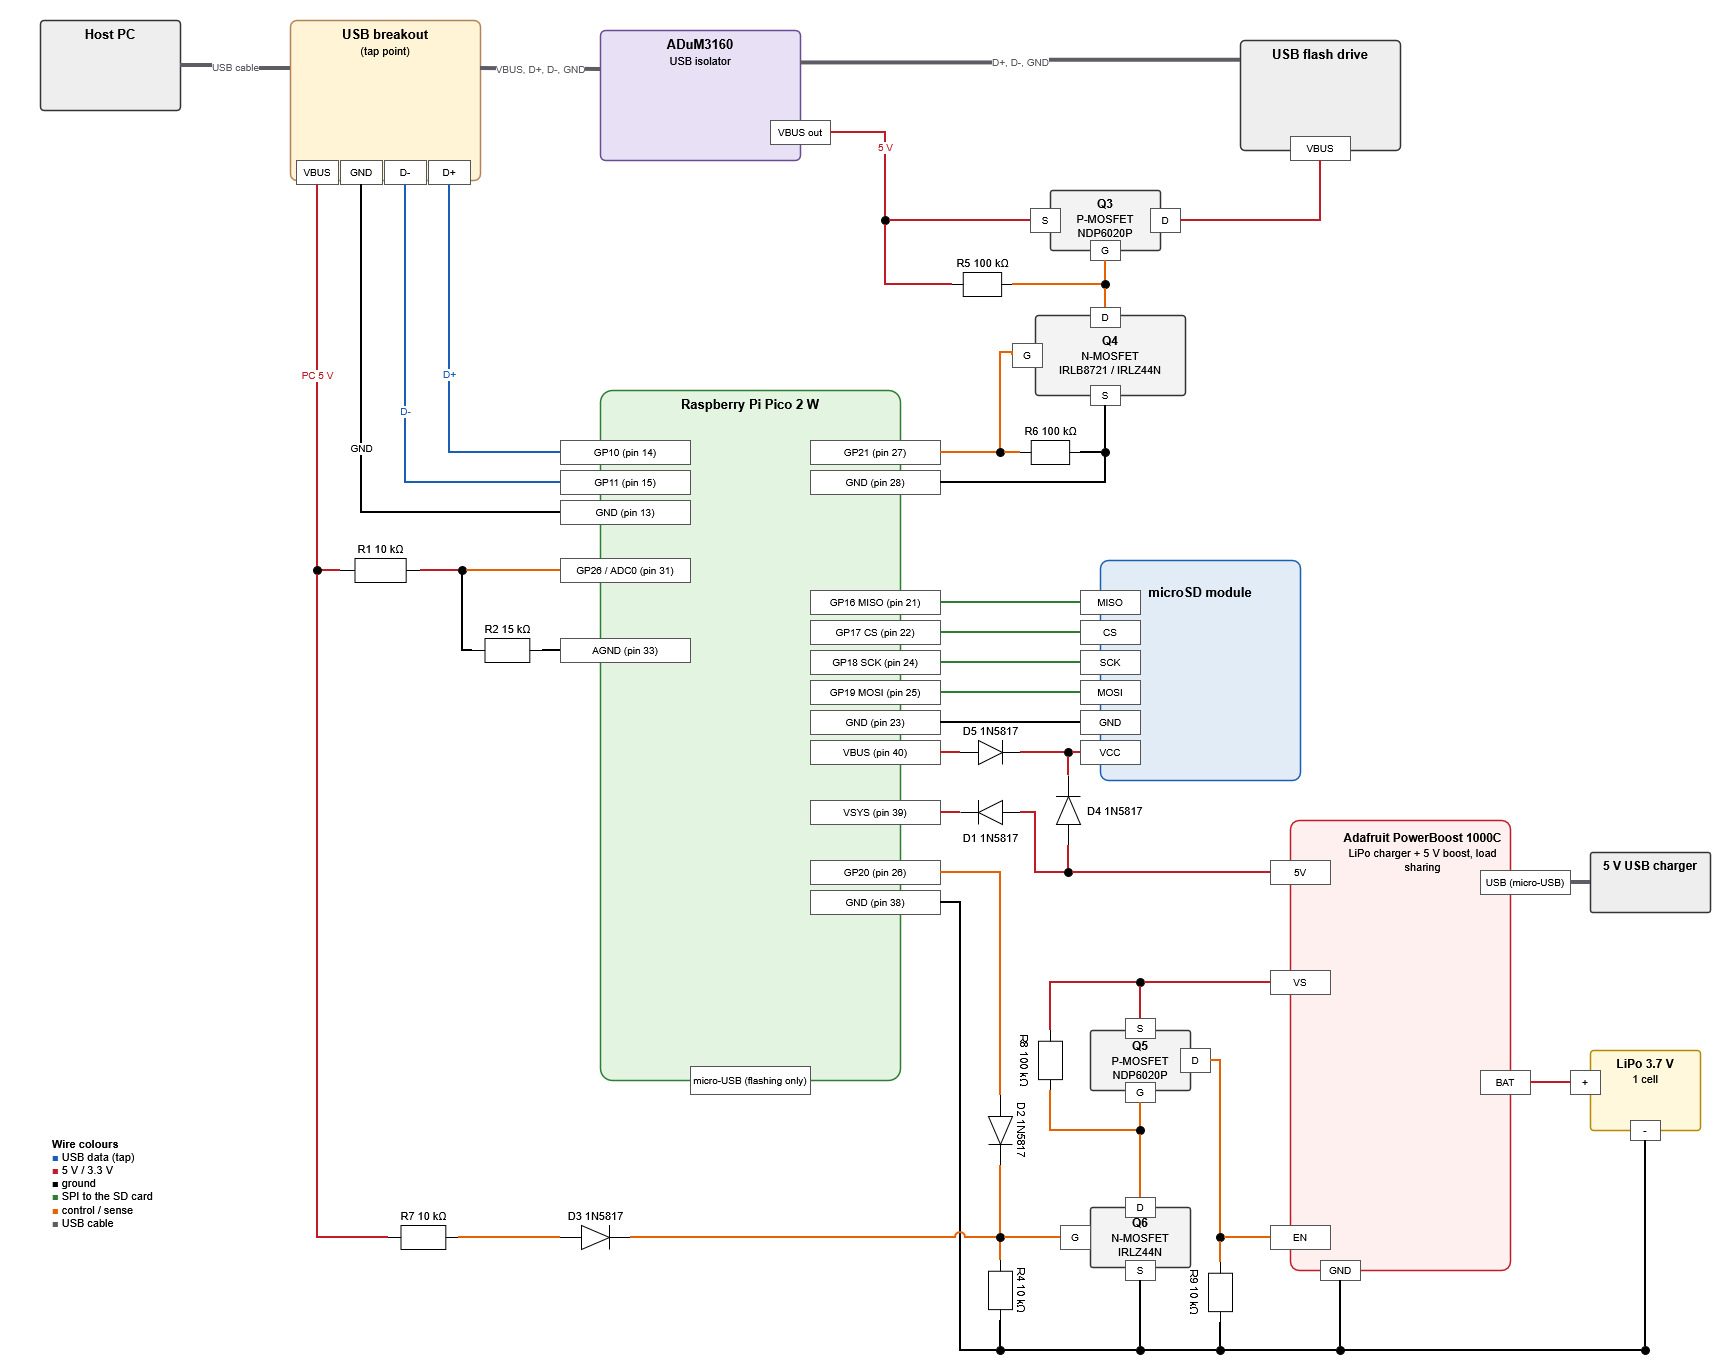 Host PC
USB cable
USB breakout
(tap point)
VBUS
GND
D-
D+
VBUS, D+, D-, GND
ADuM3160
USB isolator
VBUS out
D+, D-, GND
USB flash drive
VBUS
5 V
Q3
P-MOSFET
NDP6020P
S
D
G
R5 100 kΩ
D
Q4
N-MOSFET
IRLB8721 / IRLZ44N
G
S
R6 100 kΩ
PC 5 V
D+
D-
GND
Raspberry Pi Pico 2 W
GP10 (pin 14)
GP11 (pin 15)
GND (pin 13)
GP26 / ADC0 (pin 31)
AGND (pin 33)
R1 10 kΩ
R2 15 kΩ
GP21 (pin 27)
GND (pin 28)
GP16 MISO (pin 21)
GP17 CS (pin 22)
GP18 SCK (pin 24)
GP19 MOSI (pin 25)
GND (pin 23)
VBUS (pin 40)
VSYS (pin 39)
GP20 (pin 26)
GND (pin 38)
micro-USB (flashing only)
microSD module
MISO
CS
SCK
MOSI
GND
VCC
D5 1N5817
D1 1N5817
D4 1N5817
Adafruit PowerBoost 1000C
LiPo charger + 5 V boost, load
sharing
5V
USB (micro-USB)
5 V USB charger
VS
BAT
EN
GND
LiPo 3.7 V
1 cell
+
-
R8 100 kΩ
S
Q5
P-MOSFET
NDP6020P
D
G
D2 1N5817
D
Q6
N-MOSFET
IRLZ44N
G
S
R4 10 kΩ
R9 10 kΩ
R7 10 kΩ
D3 1N5817
Wire colours
USB data (tap)
5 V / 3.3 V
ground
SPI to the SD card
control / sense
USB cable